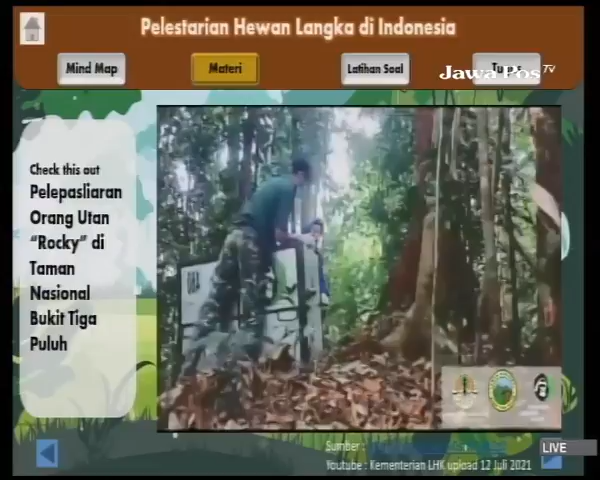 Pelestarian Hewan Langka di Indonesia
Mind Map
Materi
Latihan Soal
Jawa Pos TV
Check this out
Pelepasliaran
Orang Utan
"Rocky" di
Taman
Nasional
Bukit Tiga
Puluh
Sumber :
Youtube : Kementerian LHK upload 12 Juli 2021
LIVE